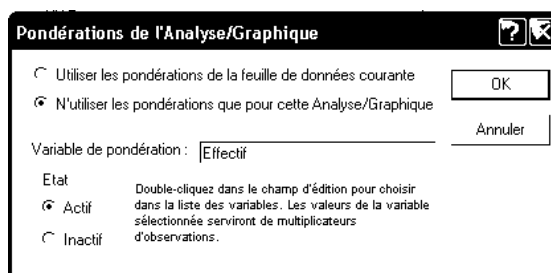 Pondérations de l'Analyse/Graphique
Utiliser les pondérations de la feuille de données courante
N'utiliser les pondérations que pour cette Analyse/Graphique
OK
Annuler
Variable de pondération : Effectif
Etat
Actif
Inactif
Double-cliquez dans le champ d'édition pour choisir
dans la liste des variables. Les valeurs de la variable
sélectionnée serviront de multiplicateurs
d'observations.